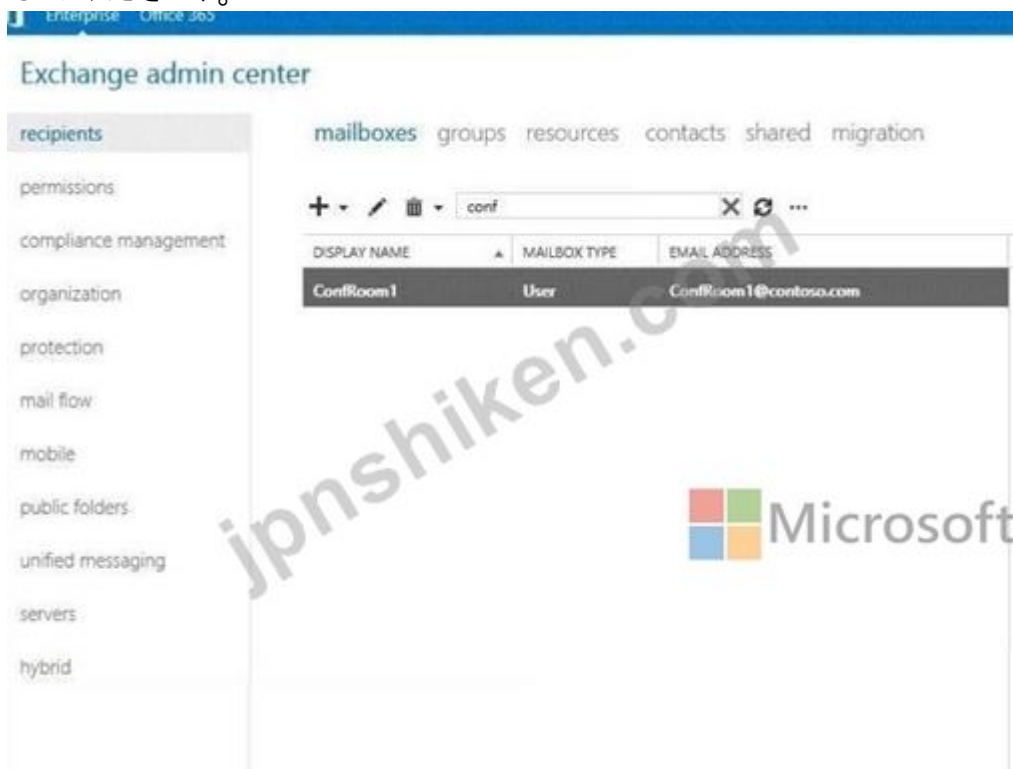 Enterprise Office 365
Exchange admin center
recipients
permissions
compliance management
organization
protection
mail flow
mobile
public folders
unified messaging
servers
hybrid
mailboxes groups resources contacts shared migration
conf
DISPLAY NAME MAILBOX TYPE EMAIL ADDRESS
ConfRoom1 User ConfRoom1@contoso.com
jpnshiken.com
Microsoft